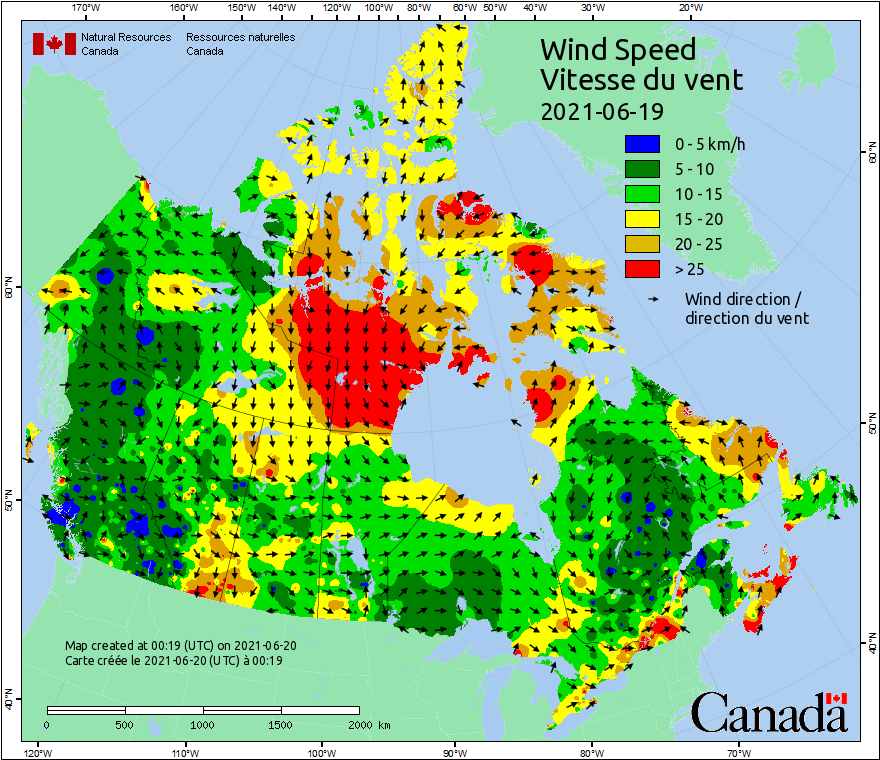 170°W 160°W 150°W 140°W 120°W 100°W 80°W 60°W 50°W 40°W 30°W 20°W
Natural Resources Ressources naturelles
Canada Canada
Wind Speed
Vitesse du vent
2021-06-19
0 - 5 km/h
5 - 10
10 - 15
15 - 20
20 - 25
> 25
Wind direction /
direction du vent
60°N 60°N
50°N 50°N
40°N 40°N
Map created at 00:19 (UTC) on 2021-06-20
Carte créée le 2021-06-20 (UTC) à 00:19
0 500 1000 1500 2000 km
Canada
120°W 110°W 100°W 90°W 80°W 70°W